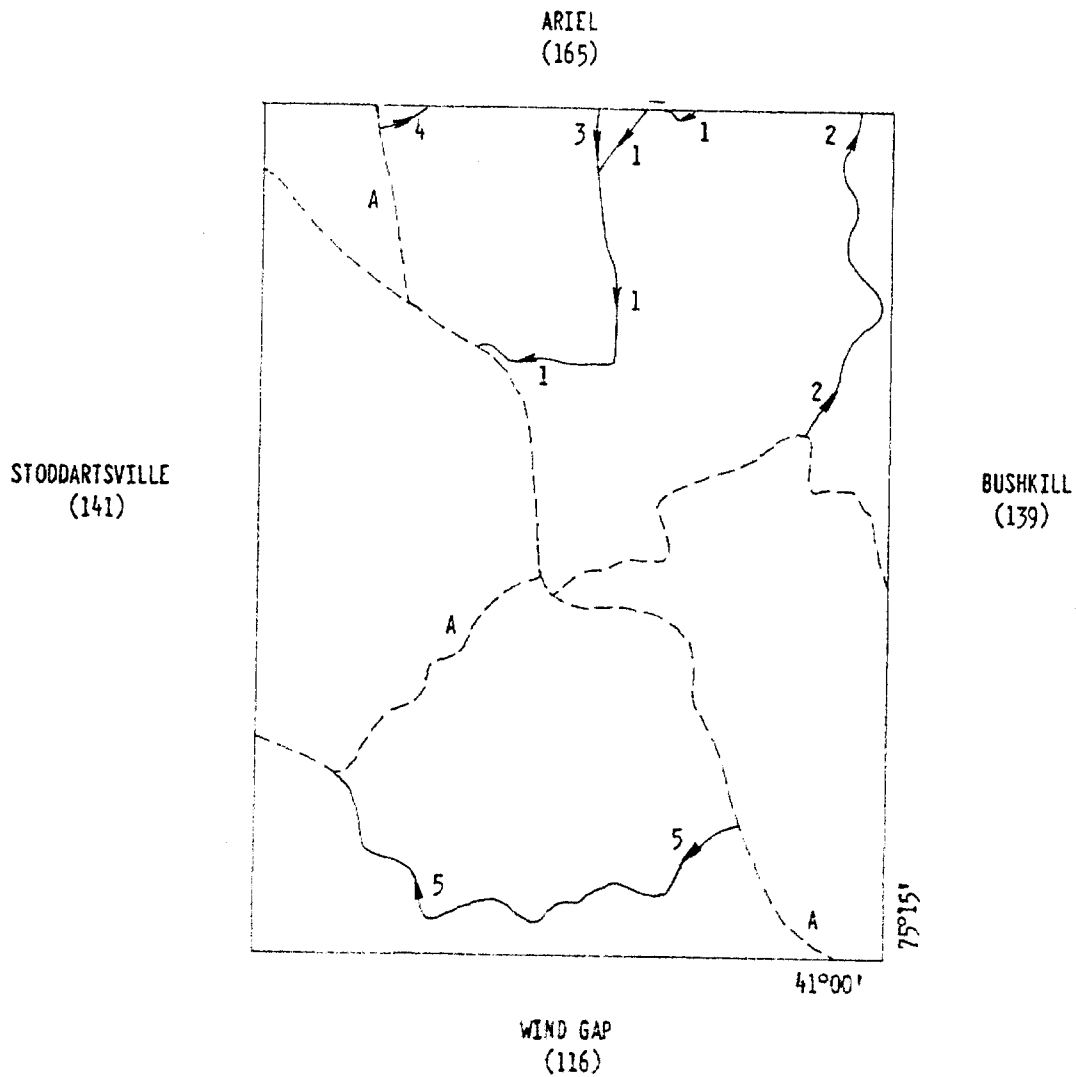 ARIEL
(165)
4
3
1
1
2
A
1
1
2
STODDARTSVILLE
(141)
BUSHKILL
(139)
A
5
5
A
75°15'
41°00'
WIND GAP
(116)